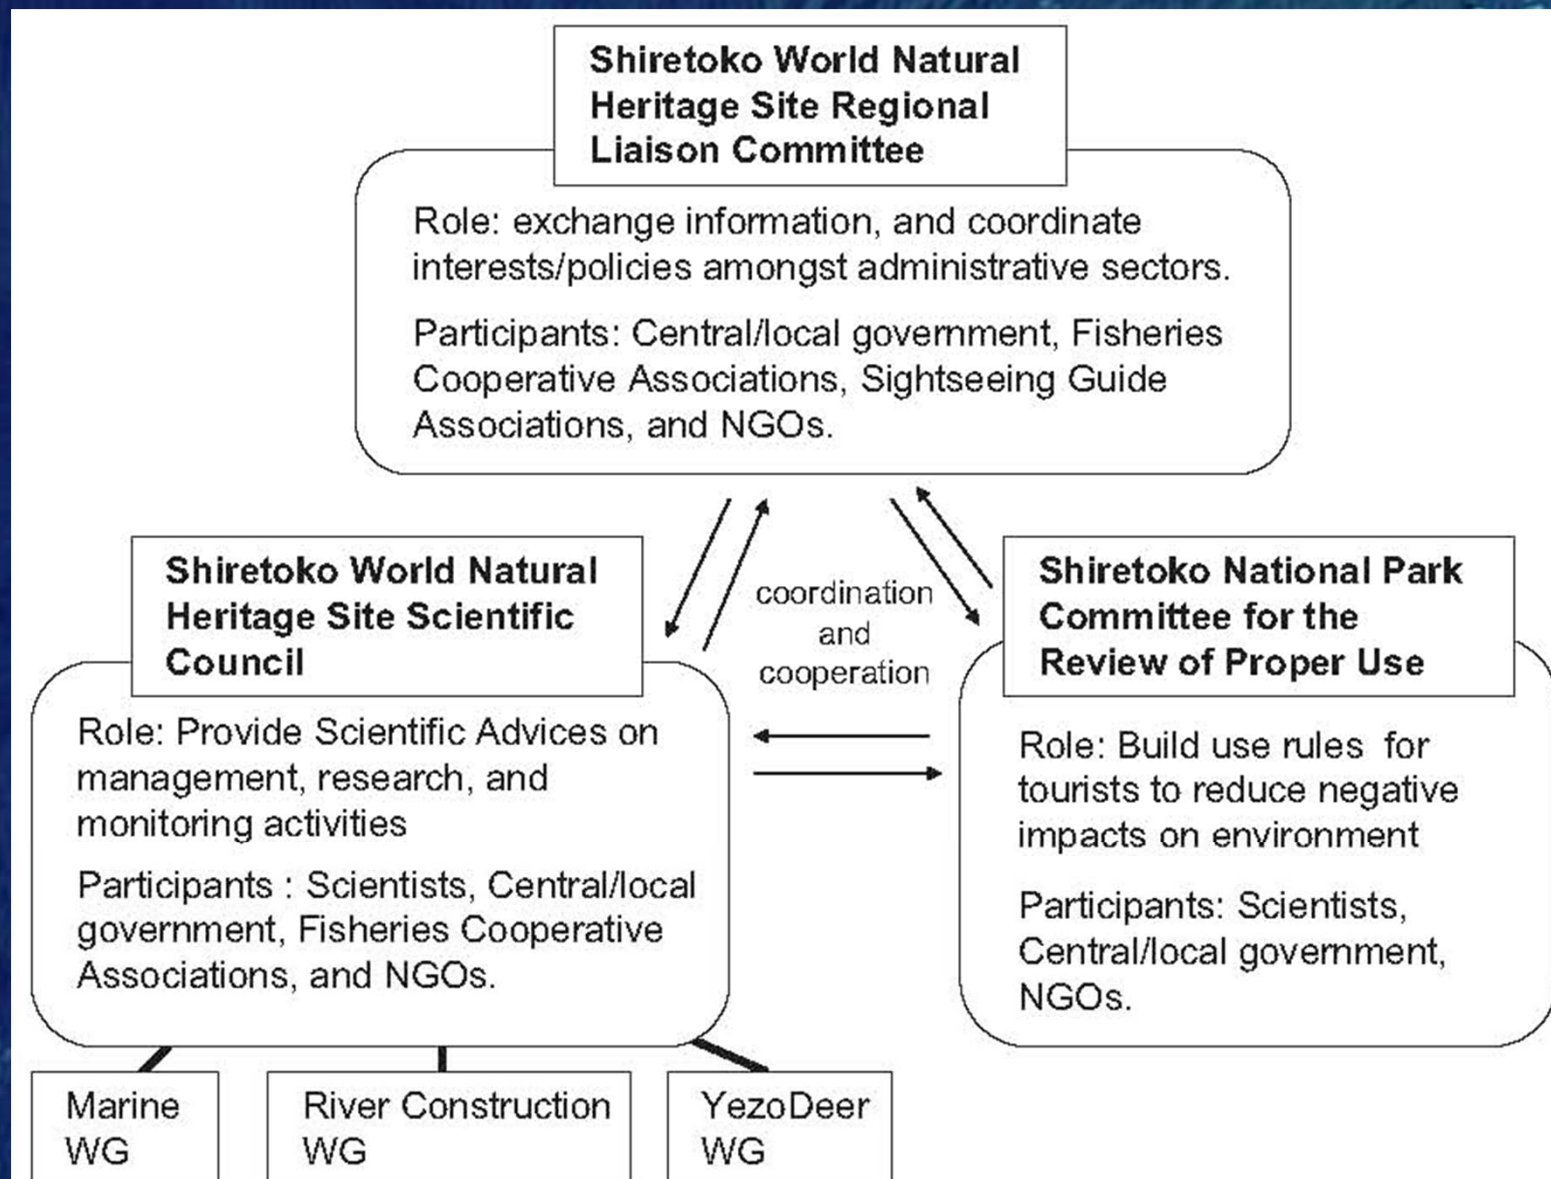 Shiretoko World Natural
Heritage Site Regional
Liaison Committee
Role: exchange information, and coordinate
interests/policies amongst administrative sectors.
Participants: Central/local government, Fisheries
Cooperative Associations, Sightseeing Guide
Associations, and NGOs.
coordination
and
cooperation
Shiretoko World Natural
Heritage Site Scientific
Council
Role: Provide Scientific Advices on
management, research, and
monitoring activities
Participants : Scientists, Central/local
government, Fisheries Cooperative
Associations, and NGOs.
Shiretoko National Park
Committee for the
Review of Proper Use
Role: Build use rules for
tourists to reduce negative
impacts on environment
Participants: Scientists,
Central/local government,
NGOs.
Marine
WG
River Construction
WG
YezoDeer
WG